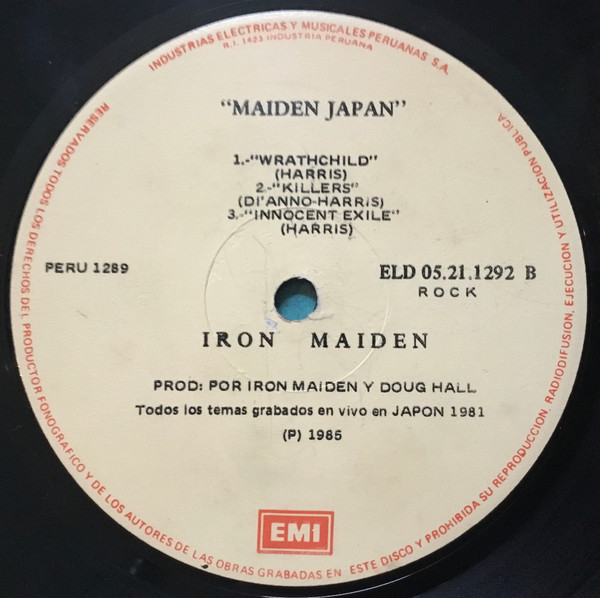 INDUSTRIAS ELECTRICAS Y MUSICALES PERUANAS S.A.
R.I. 1423 INDUSTRIA PERUANA
"MAIDEN JAPAN"
1.-"WRATHCHILD"
(HARRIS)
2.-"KILLERS"
(DI'ANNO-HARRIS)
3.-"INNOCENT EXILE"
(HARRIS)
PERU 1289
ELD 05.21.1292 B
ROCK
IRON MAIDEN
PROD: POR IRON MAIDEN Y DOUG HALL
Todos los temas grabados en vivo en JAPON 1981
(P) 1985
EMI
RESERVADOS TODOS LOS DERECHOS DEL PRODUCTOR FONOGRAFICO Y DE LOS AUTORES DE LAS OBRAS GRABADAS EN ESTE DISCO Y PROHIBIDA SU REPRODUCCION, RADIODIFUSION, EJECUCION Y UTILIZACION PUBLICA